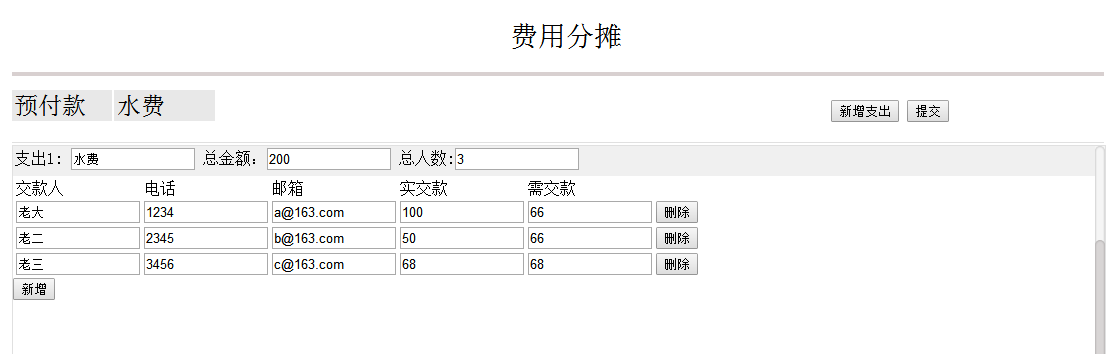 费用分摊
预付款 水费 新增支出 提交
支出1: 水费 总金额: 200 总人数:3
交款人 电话 邮箱 实交款 需交款
老大 1234 a@163.com 100 66 删除
老二 2345 b@163.com 50 66 删除
老三 3456 c@163.com 68 68 删除
新增